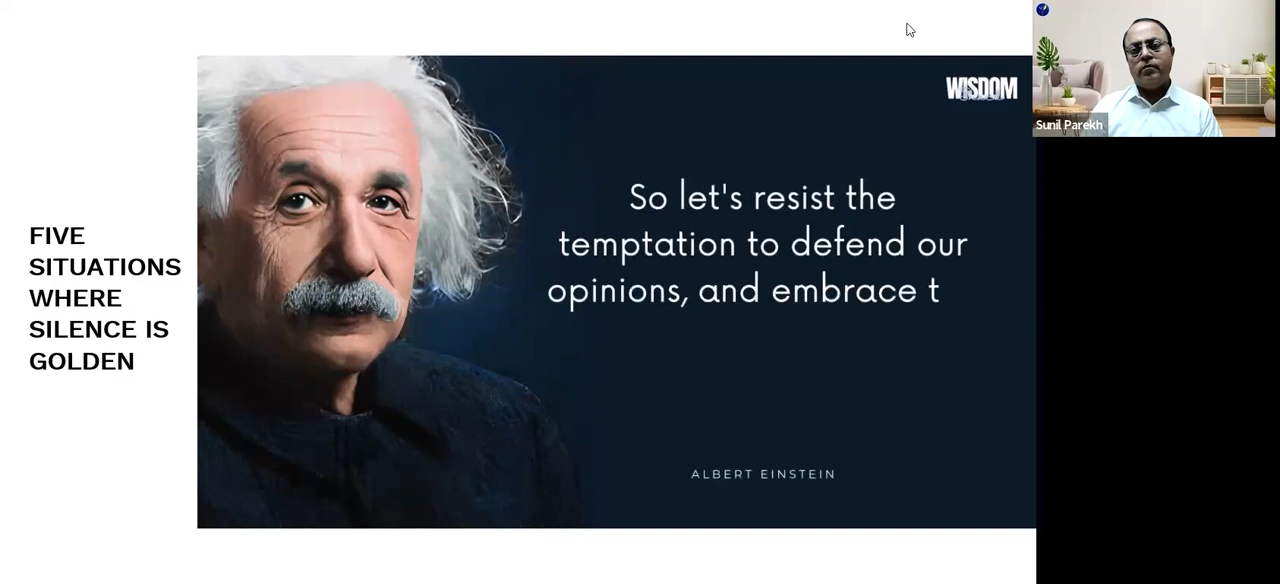 FIVE
SITUATIONS
WHERE
SILENCE IS
GOLDEN
WISDOM
So let's resist the
temptation to defend our
opinions, and embrace t
ALBERT EINSTEIN
Sunil Parekh